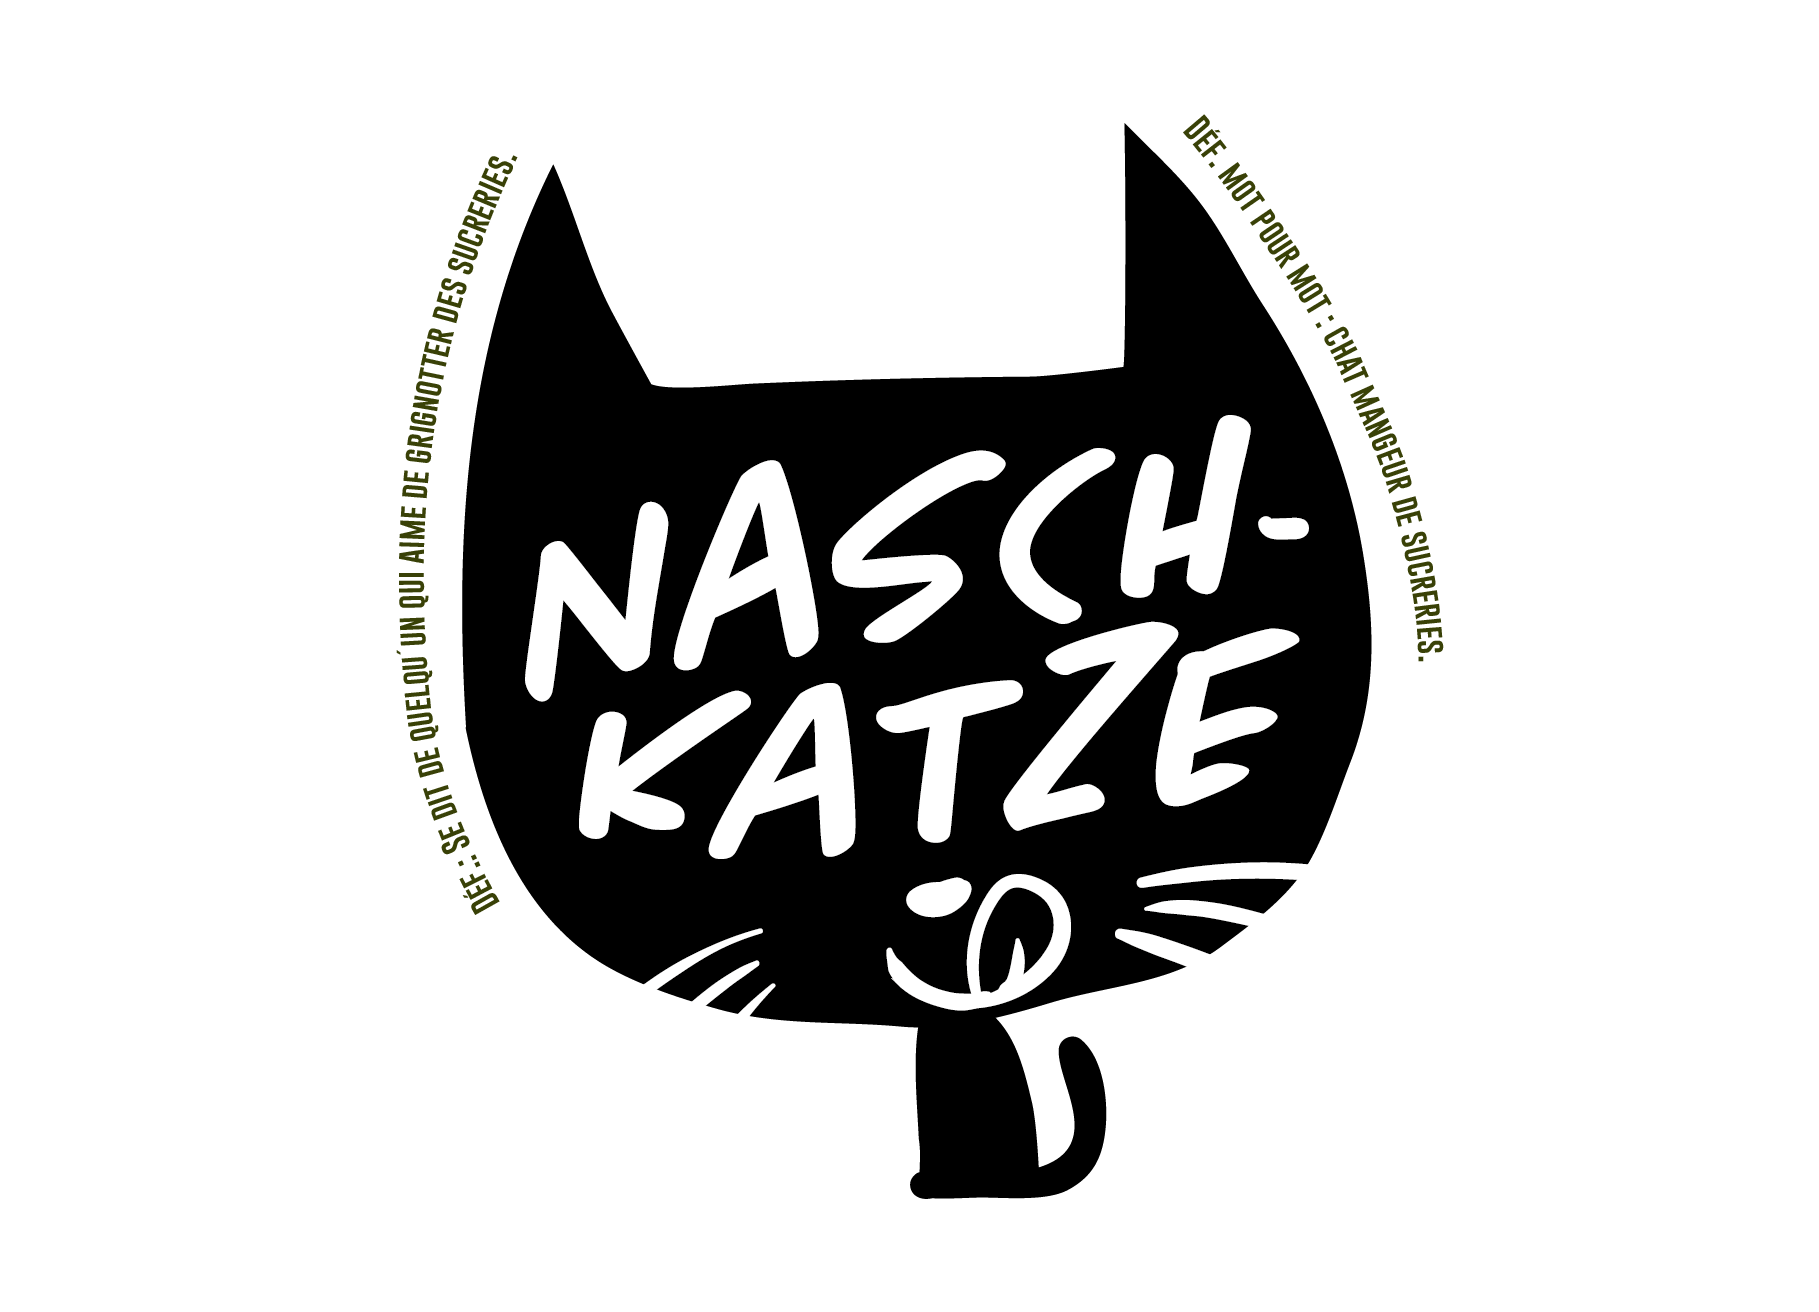 DÉF.: SE DIT DE QUELQU´UN QUI AIME DE GRIGNOTTER DES SUCRERIES.
DÉF. MOT POUR MOT : CHAT MANGEUR DE SUCRERIES.
NASCH-
KATZE